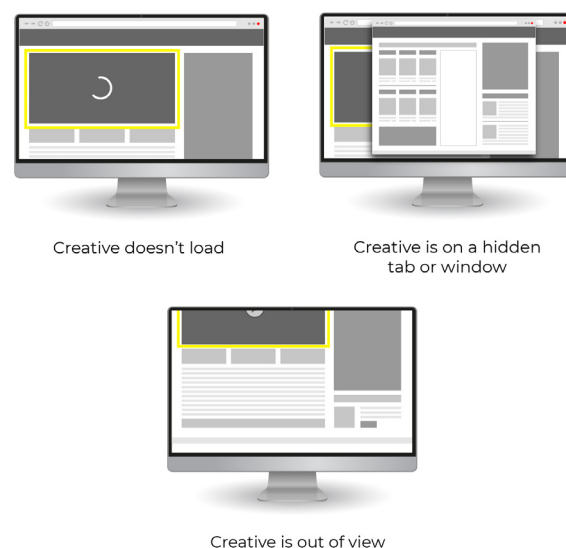 Creative doesn’t load
Creative is on a hidden
tab or window
Creative is out of view